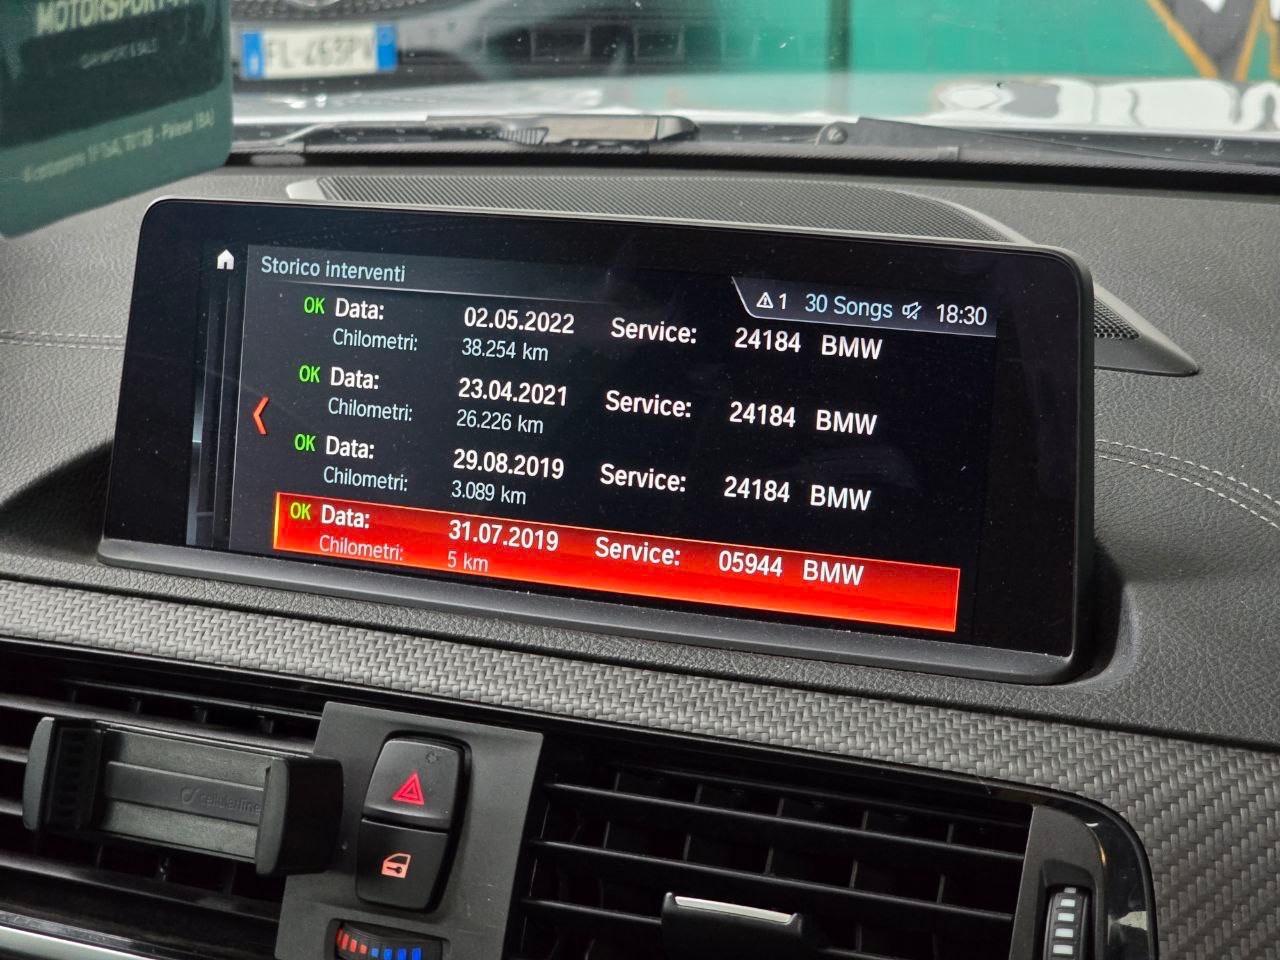 MOTORSPORT
FL-463PV
Storico interventi
1 30 Songs 18:30
OK Data: 02.05.2022 Service: 24184 BMW
Chilometri: 38.254 km
OK Data: 23.04.2021 Service: 24184 BMW
Chilometri: 26.226 km
OK Data: 29.08.2019 Service: 24184 BMW
Chilometri: 3.089 km
OK Data: 31.07.2019 Service: 05944 BMW
Chilometri: 5 km
cellularline